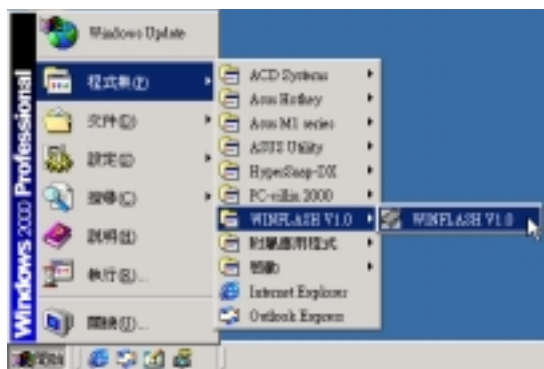 Windows 2000 Professional
Windows Update
程式集(P)
文件(D)
設定(S)
搜尋(C)
說明(H)
執行(R)...
關機(U)...
開始
ACD Systems
Asus Hotkey
Asus M1 series
ASUS Utility
HyperSnap-DX
PC-cillin 2000
WINFLASH V1.0
附屬應用程式
啟動
Internet Explorer
Outlook Express
WINFLASH V1.0